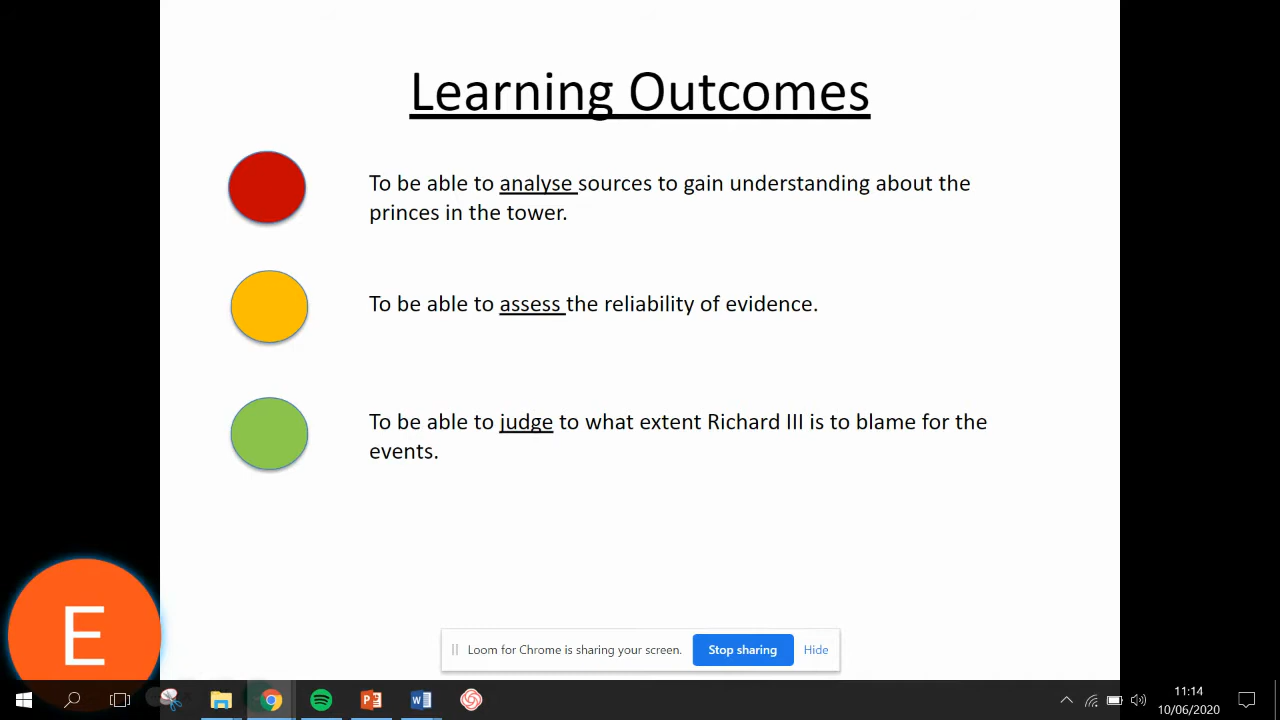 Learning Outcomes
To be able to analyse sources to gain understanding about the
princes in the tower.
To be able to assess the reliability of evidence.
To be able to judge to what extent Richard III is to blame for the
events.
E
Loom for Chrome is sharing your screen. Stop sharing Hide
11:14
10/06/2020